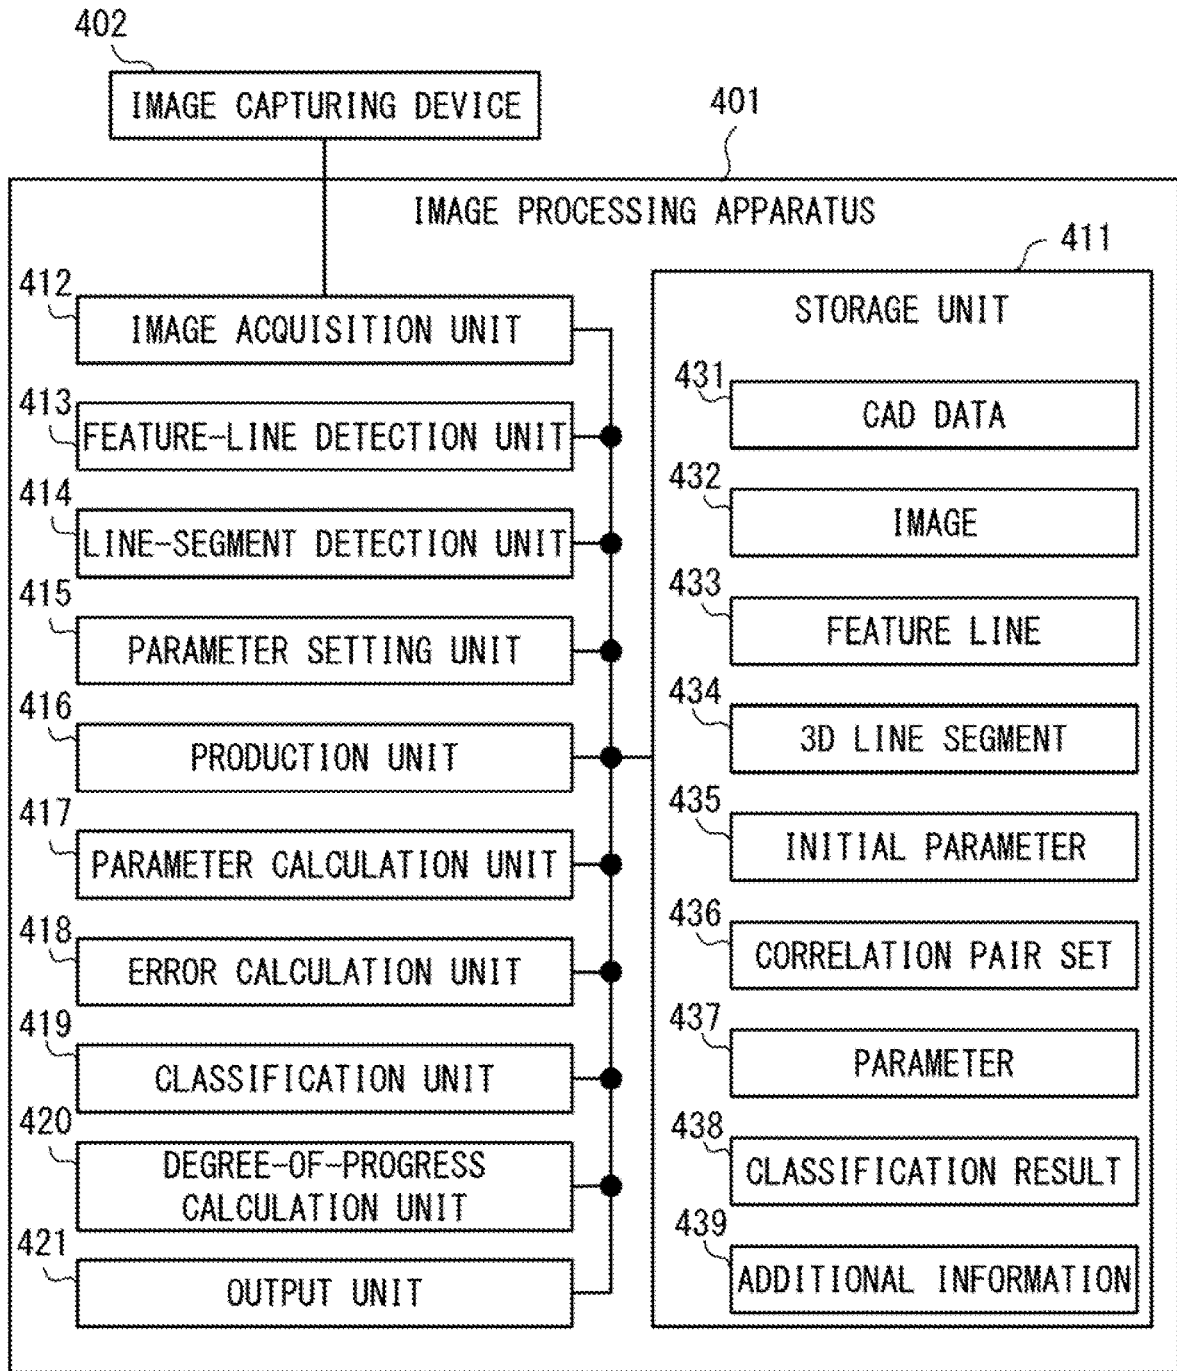 402
IMAGE CAPTURING DEVICE
401
IMAGE PROCESSING APPARATUS
412
IMAGE ACQUISITION UNIT
413
FEATURE-LINE DETECTION UNIT
414
LINE-SEGMENT DETECTION UNIT
415
PARAMETER SETTING UNIT
416
PRODUCTION UNIT
417
PARAMETER CALCULATION UNIT
418
ERROR CALCULATION UNIT
419
CLASSIFICATION UNIT
420
DEGREE-OF-PROGRESS
CALCULATION UNIT
421
OUTPUT UNIT
411
STORAGE UNIT
431
CAD DATA
432
IMAGE
433
FEATURE LINE
434
3D LINE SEGMENT
435
INITIAL PARAMETER
436
CORRELATION PAIR SET
437
PARAMETER
438
CLASSIFICATION RESULT
439
ADDITIONAL INFORMATION